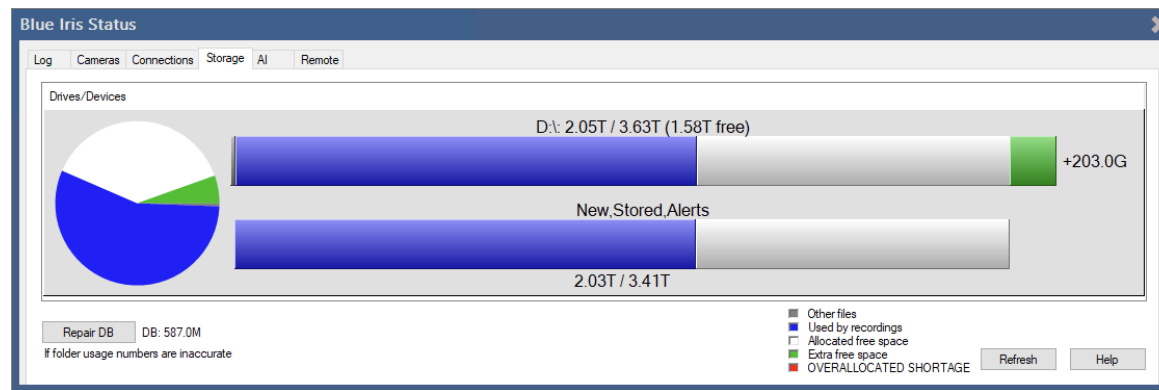 Blue Iris Status
Log Cameras Connections Storage AI Remote
Drives/Devices
D:\: 2.05T / 3.63T (1.58T free)
+203.0G
New,Stored,Alerts
2.03T / 3.41T
Repair DB DB: 587.0M
If folder usage numbers are inaccurate
Other files
Used by recordings
Allocated free space
Extra free space
OVERALLOCATED SHORTAGE
Refresh Help